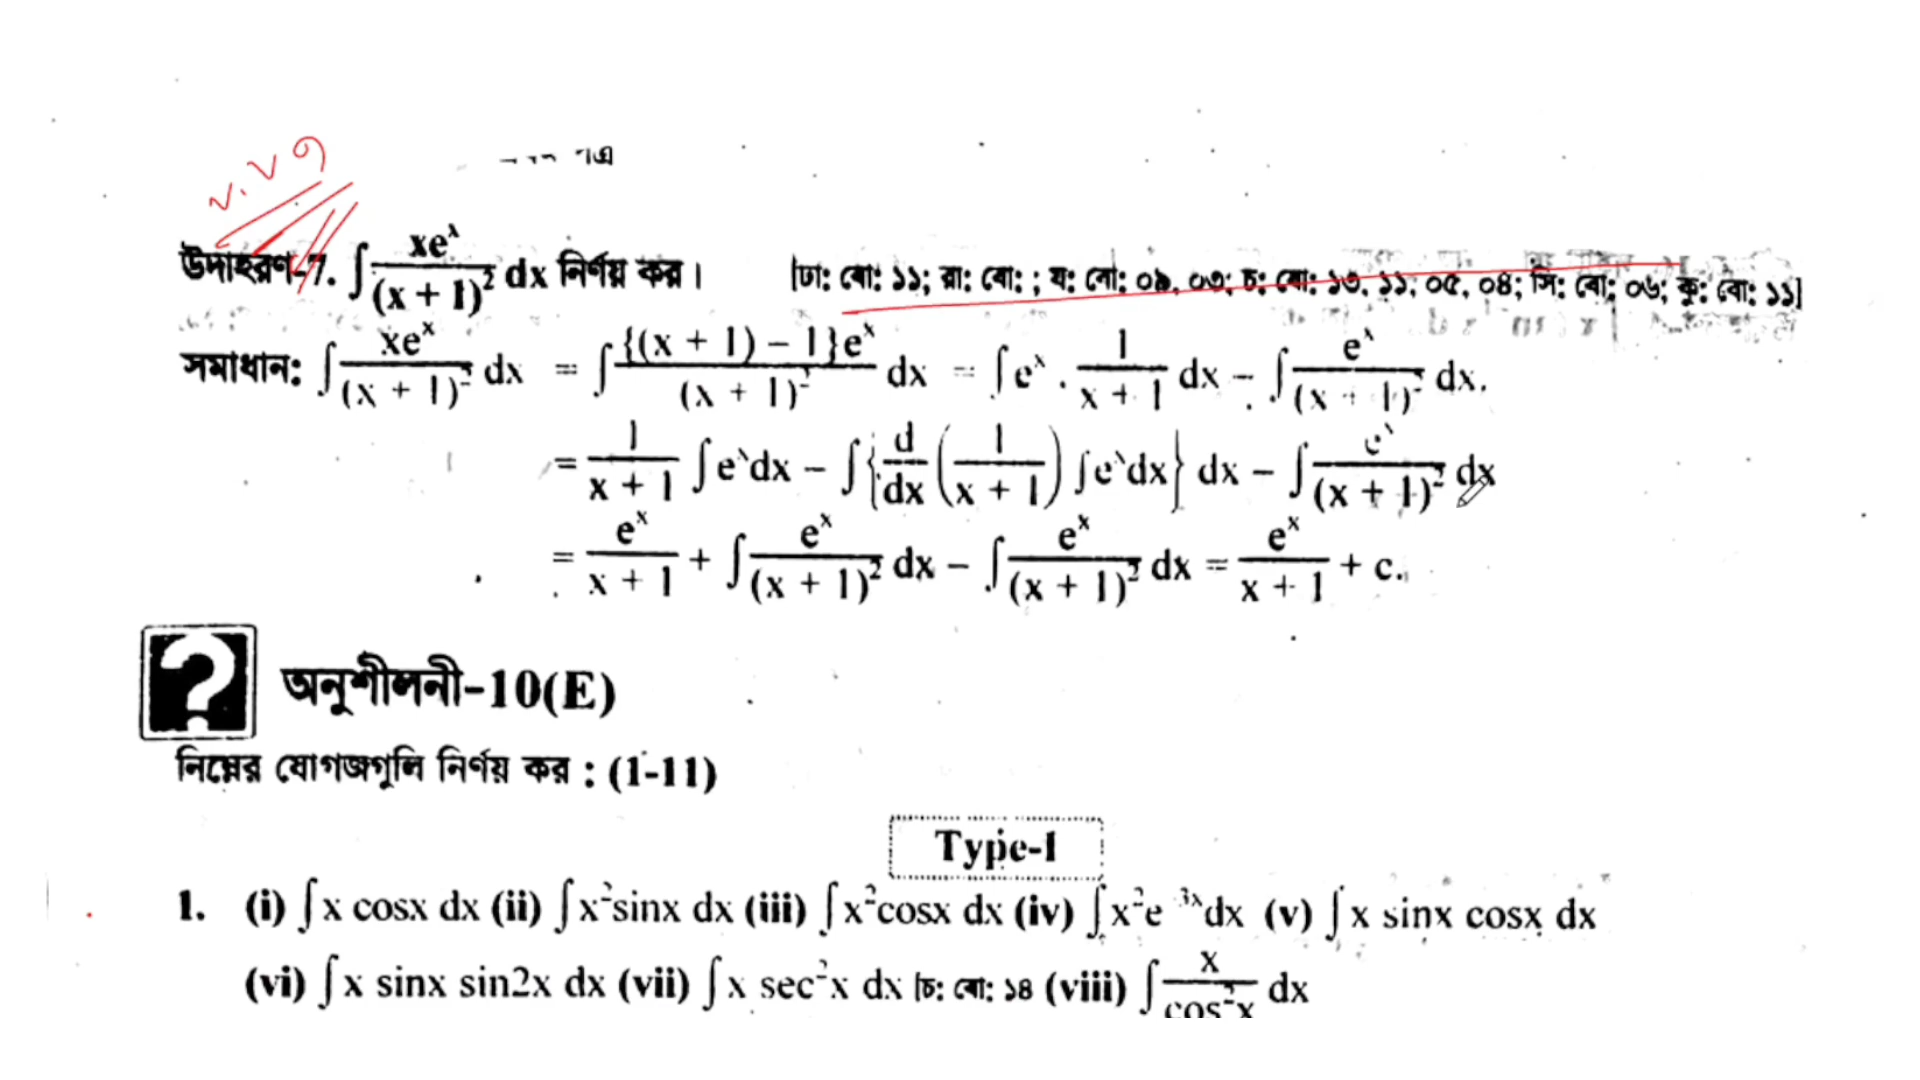 v.v?
উদাহরণ-7. ∫ xeˣ/(x + 1)² dx নির্ণয় কর। [ঢা: বো: ১১; রা: বো: ; য: বো: ০৯, ০৩; চ: বো: ১৩, ১১, ০৫, ০৪; সি: বো: ০৬; কু: বো: ১১]
সমাধান: ∫ xeˣ/(x + 1)² dx = ∫ {(x + 1) – 1}eˣ/(x + 1)² dx = ∫eˣ . 1/(x + 1) dx – ∫ eˣ/(x + 1)² dx.
= 1/(x + 1) ∫eˣdx – ∫{d/dx (1/(x + 1)) ∫eˣdx} dx – ∫ eˣ/(x + 1)² dx
= eˣ/(x + 1) + ∫ eˣ/(x + 1)² dx – ∫ eˣ/(x + 1)² dx = eˣ/(x + 1) + c.
? অনুশীলনী-10(E)
নিম্নের যোগজগুলি নির্ণয় কর : (1-11)
Type-1
1. (i) ∫x cosx dx (ii) ∫x²sinx dx (iii) ∫x²cosx dx (iv) ∫x²e ³ˣdx (v) ∫x sinx cosx dx
(vi) ∫x sinx sin2x dx (vii) ∫x sec²x dx [চ: বো: ১৪ (viii) ∫ x/cos²x dx